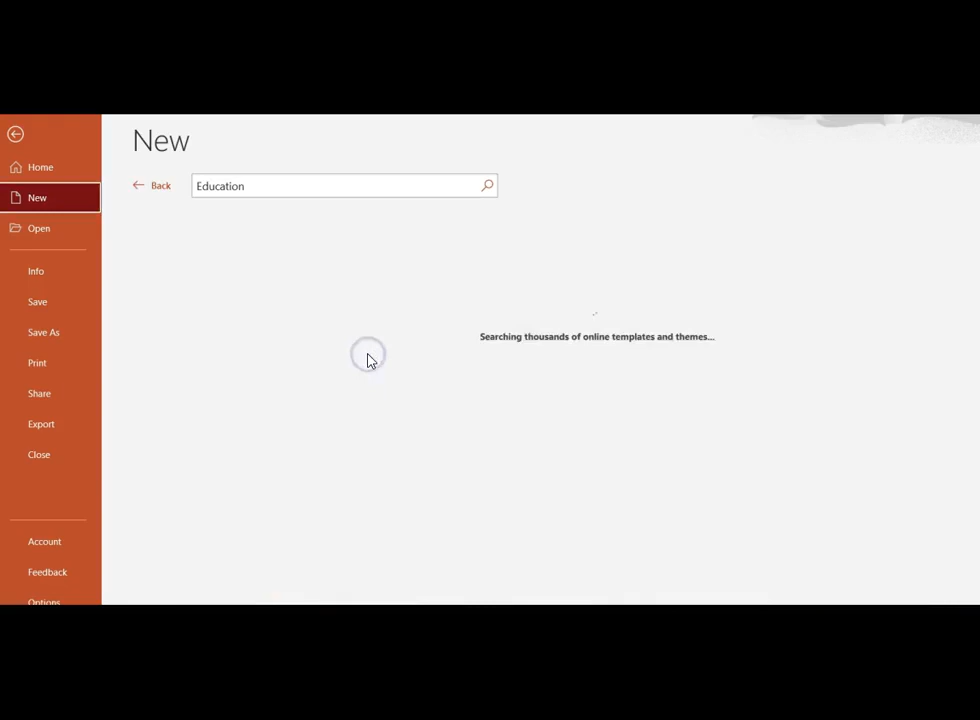 New
Home
Back
Education
New
Open
Info
Save
Searching thousands of online templates and themes...
Save As
Print
Share
Export
Close
Account
Feedback
Options